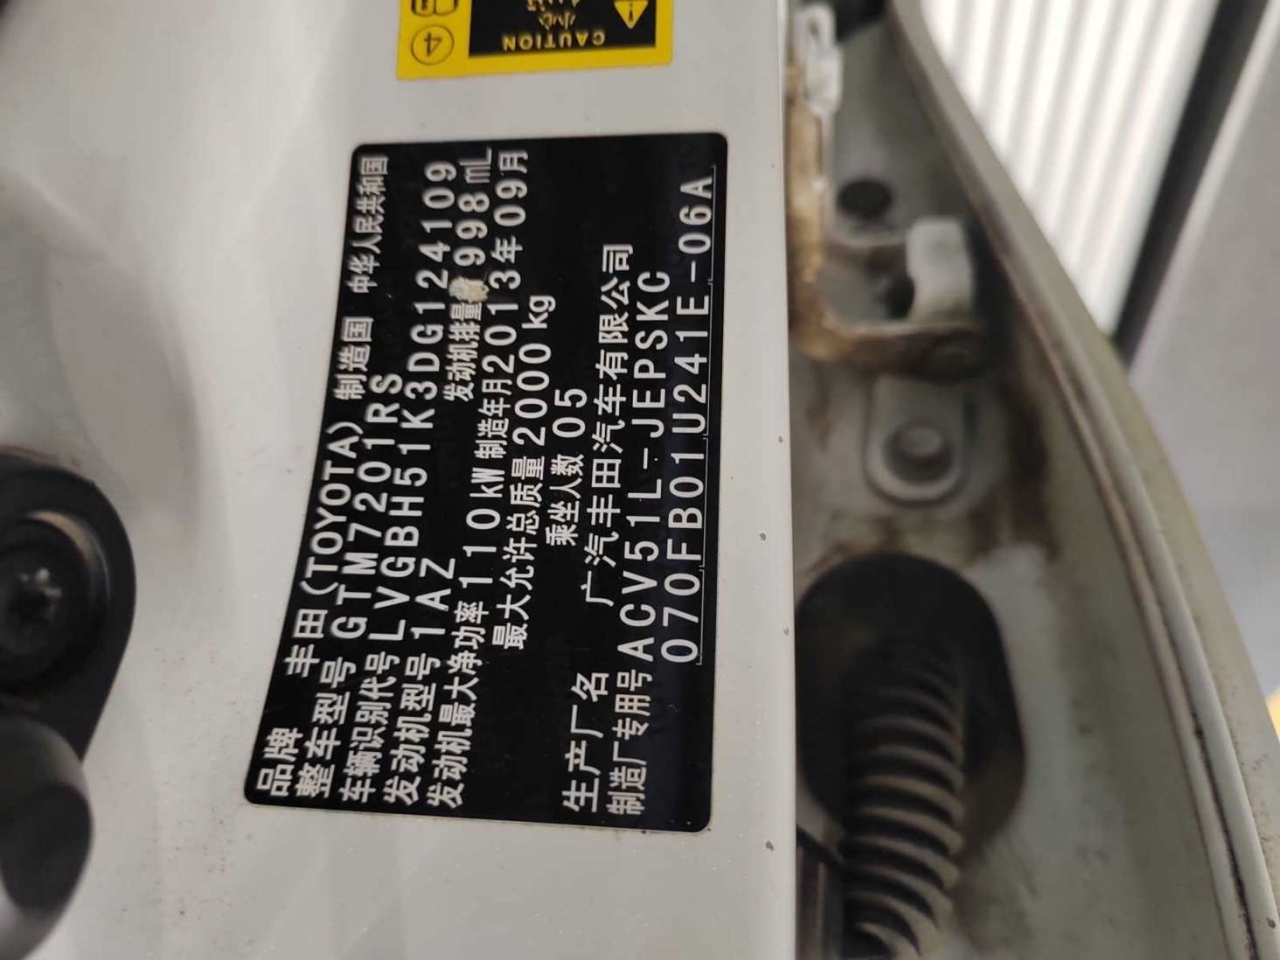 CAUTION
小心
4
品牌 丰田(TOYOTA) 制造国 中华人民共和国
整车型号 GTM7201RS
车辆识别代号 LVGBH51K3DG124109
发动机型号 1AZ 发动机排量 1998 mL
发动机最大净功率 110 kW 制造年月 2013年09月
最大允许总质量 2000 kg
乘坐人数 05
生产厂名 广汽丰田汽车有限公司
制造厂专用号 ACV51L-JEPSKC
070FB01U241E-06A